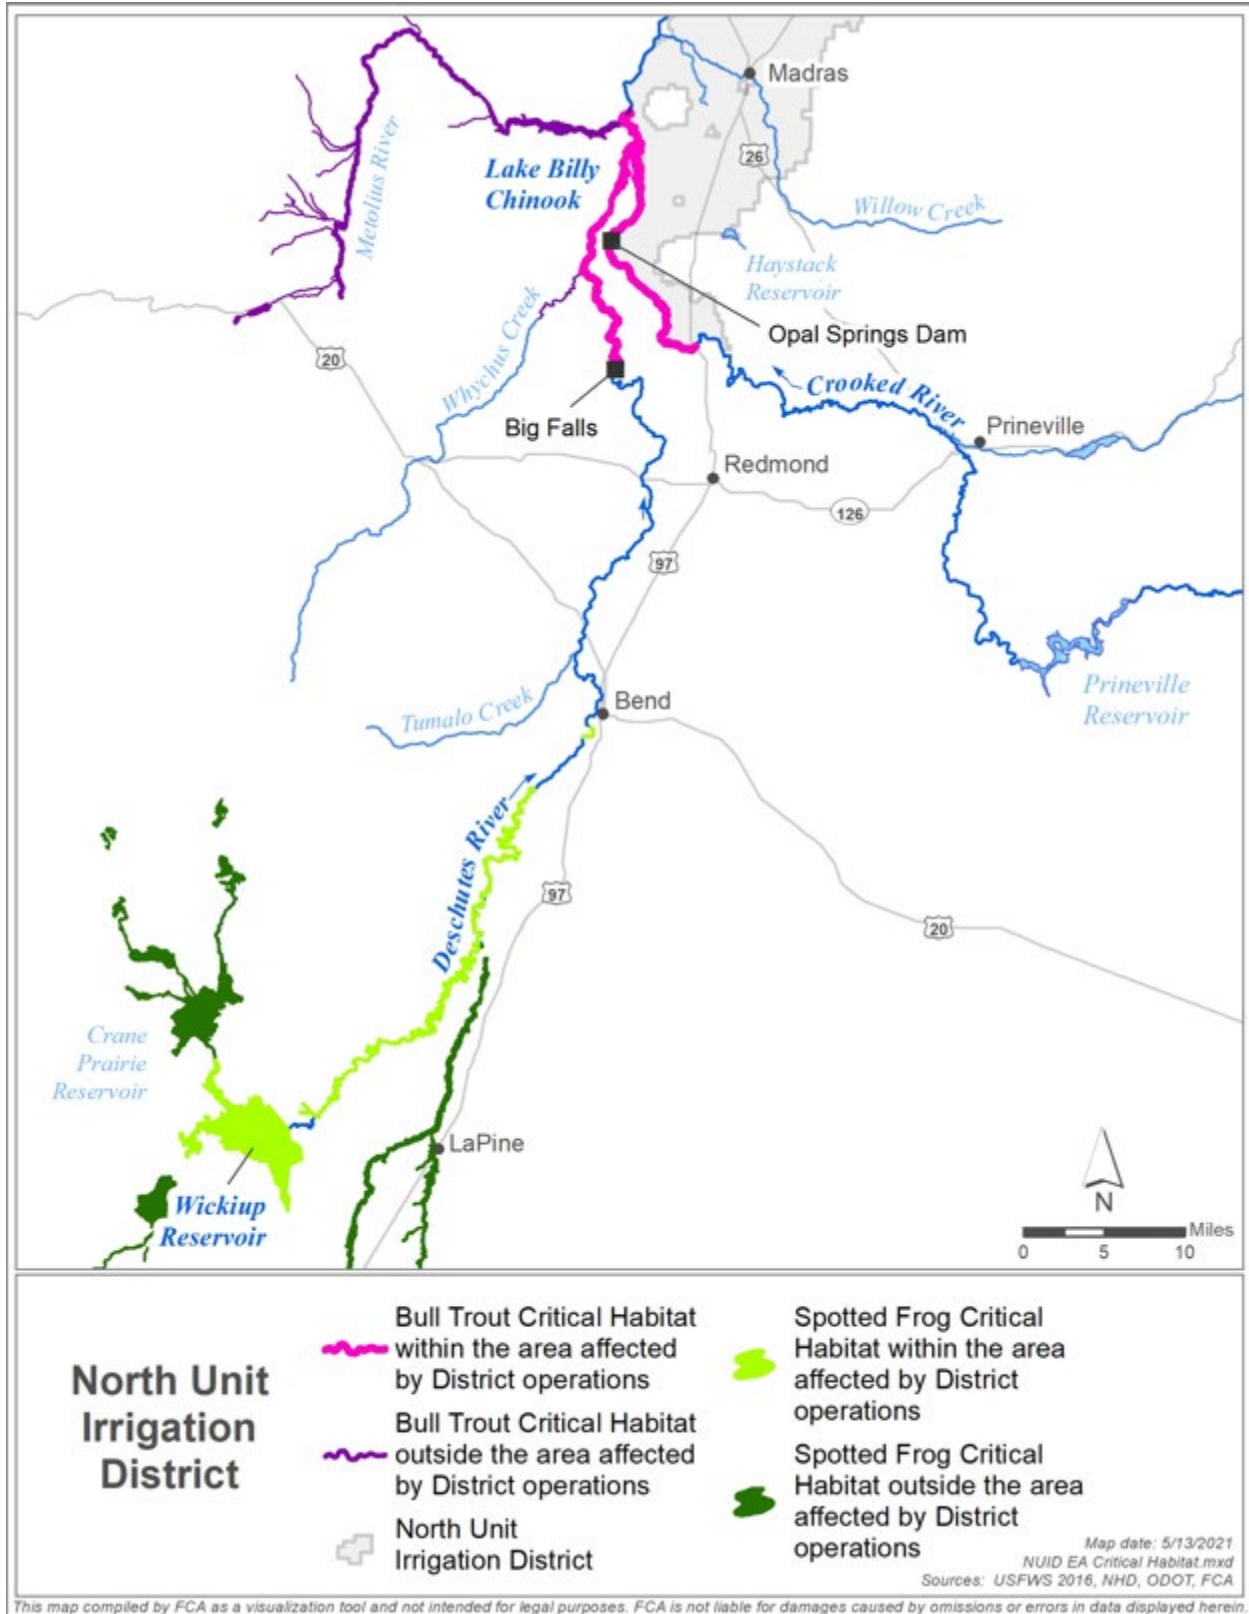 Madras
26
Metolius River
Lake Billy
Chinook
Willow Creek
Haystack
Reservoir
Opal Springs Dam
20
Whychus Creek
Crooked River
Big Falls
Prineville
Redmond
126
97
Prineville
Reservoir
Bend
Tumalo Creek
Deschutes River
97
20
Crane
Prairie
Reservoir
LaPine
Wickiup
Reservoir
N
Miles
0 5 10
North Unit
Irrigation
District
Bull Trout Critical Habitat
within the area affected
by District operations
Bull Trout Critical Habitat
outside the area affected
by District operations
North Unit
Irrigation District
Spotted Frog Critical
Habitat within the area
affected by District
operations
Spotted Frog Critical
Habitat outside the area
affected by District
operations
Map date: 5/13/2021
NUID EA Critical Habitat.mxd
Sources: USFWS 2016, NHD, ODOT, FCA
This map compiled by FCA as a visualization tool and not intended for legal purposes. FCA is not liable for damages caused by omissions or errors in data displayed herein.